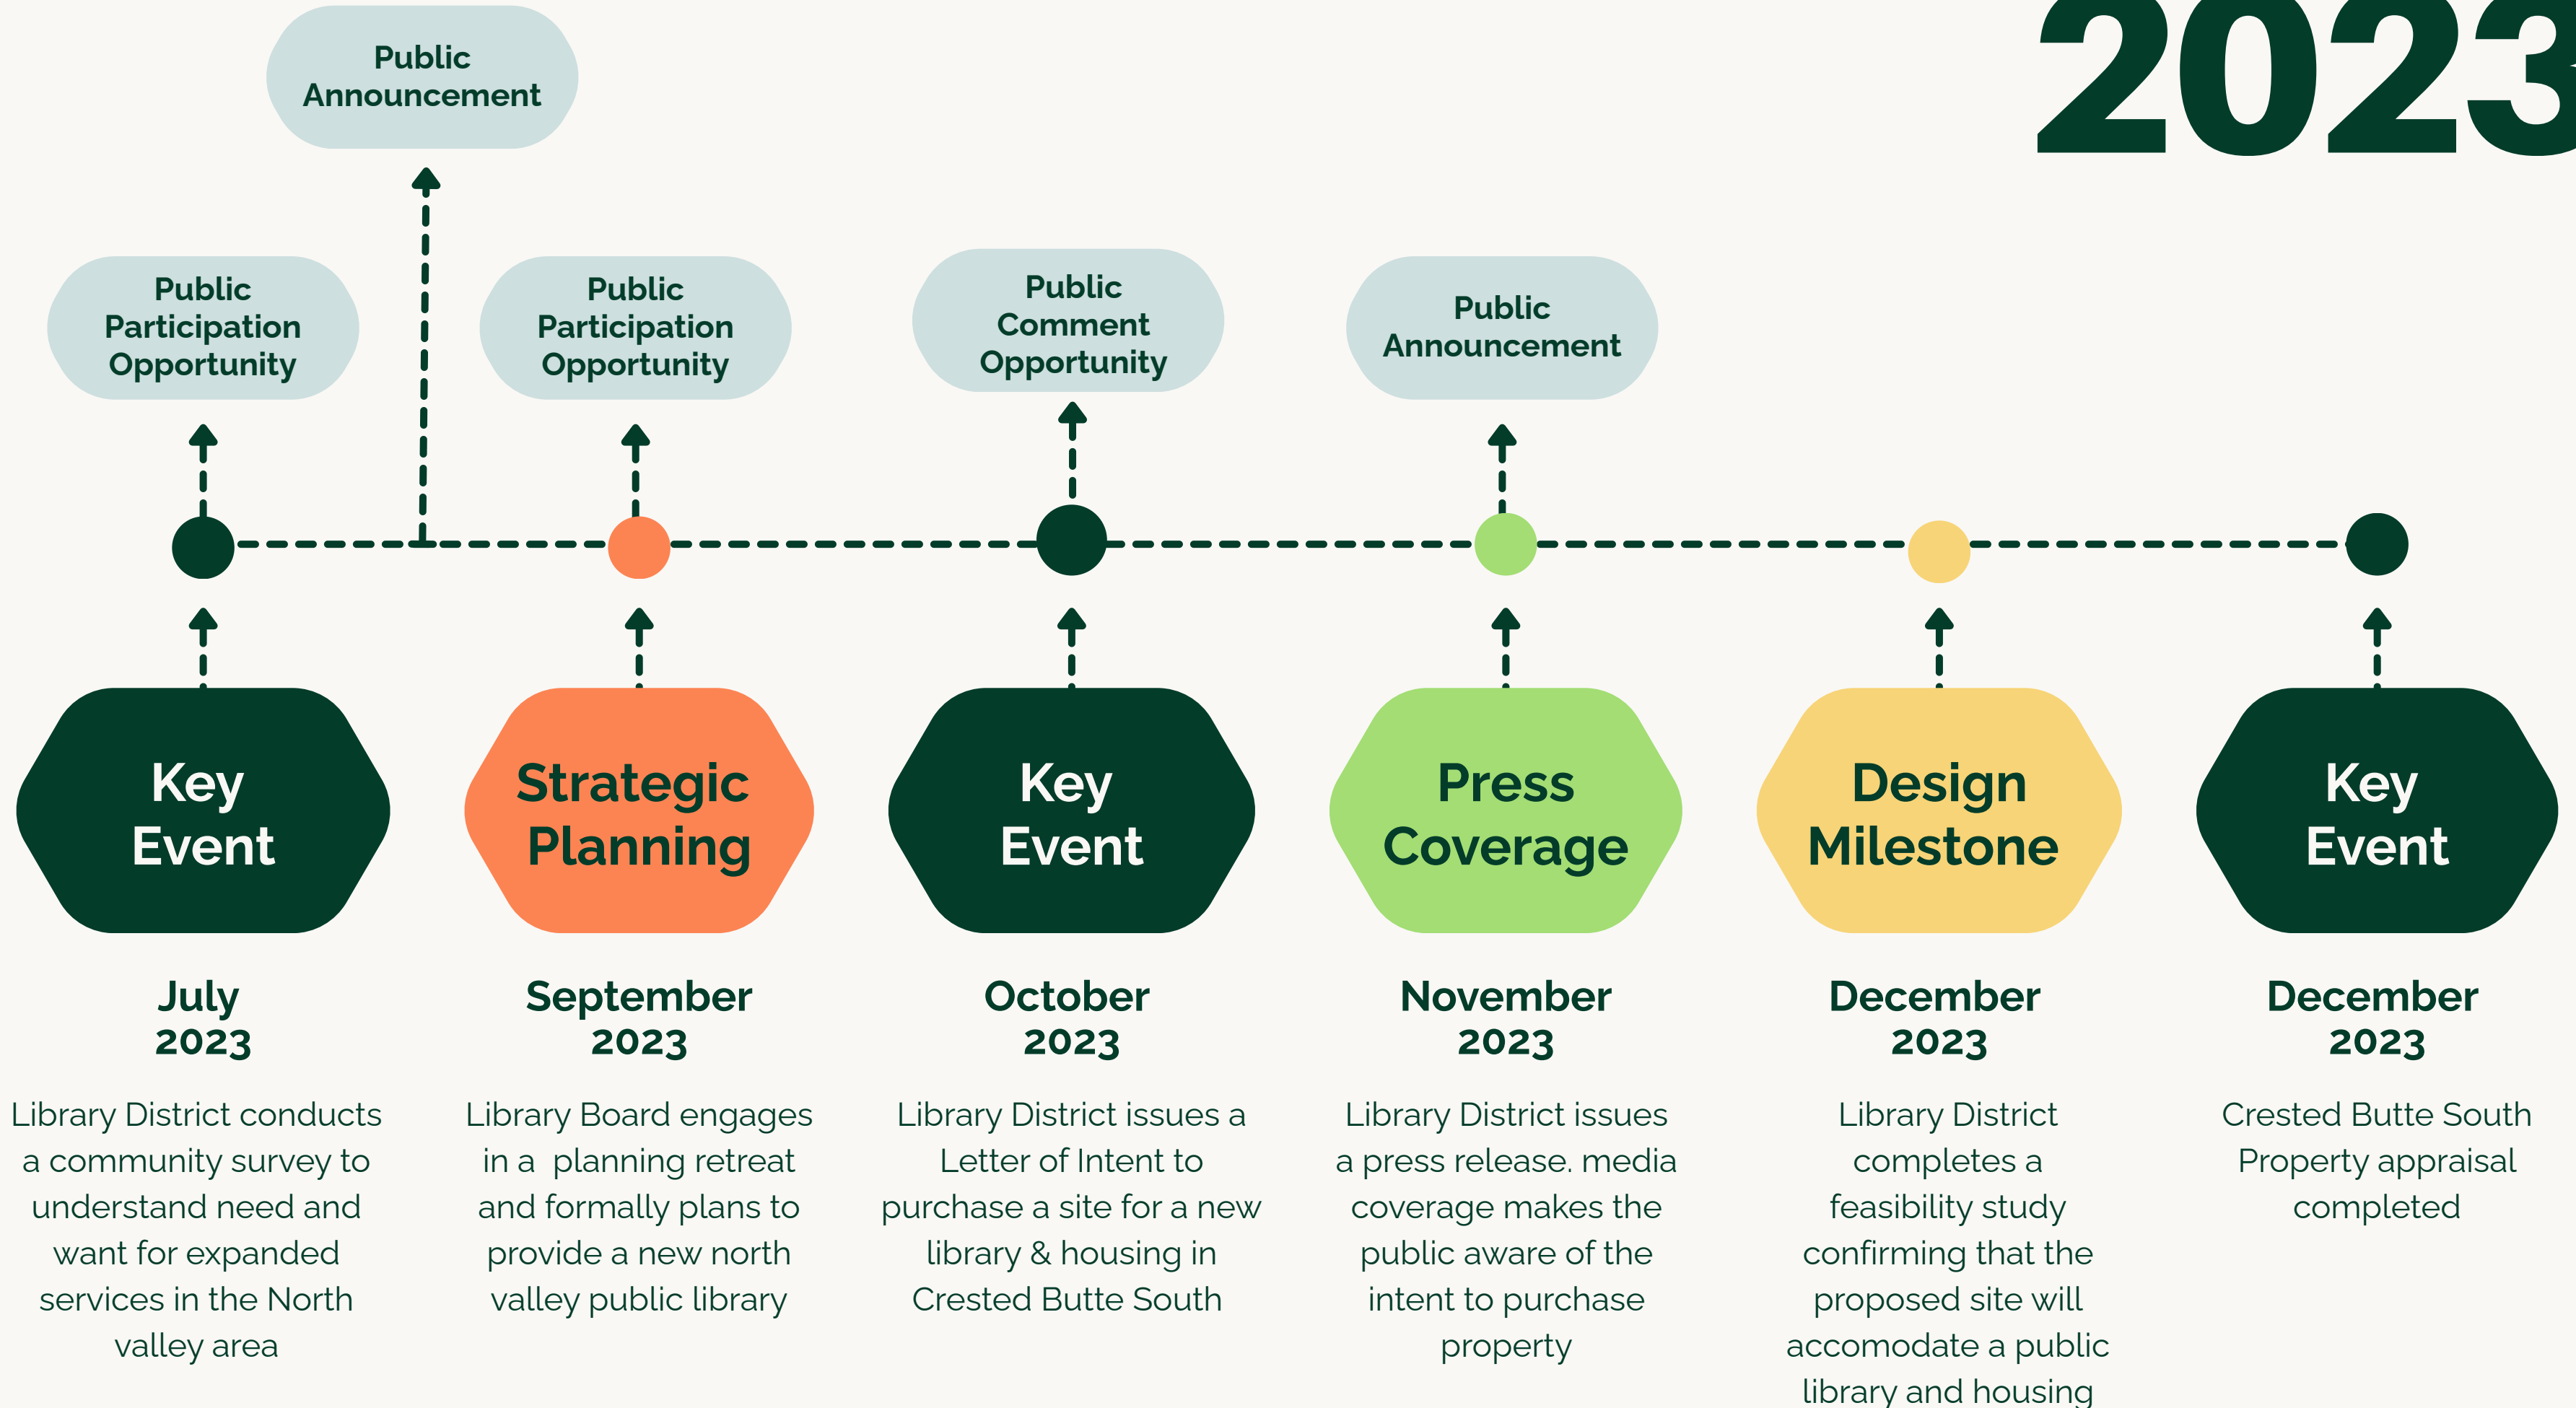 2023
Public
Announcement
Public
Participation
Opportunity
Public
Participation
Opportunity
Public
Comment
Opportunity
Public
Announcement
Key
Event
Strategic
Planning
Key
Event
Press
Coverage
Design
Milestone
Key
Event
July
2023
Library District conducts
a community survey to
understand need and
want for expanded
services in the North
valley area
September
2023
Library Board engages
in a  planning retreat
and formally plans to
provide a new north
valley public library
October
2023
Library District issues a
Letter of Intent to
purchase a site for a new
library & housing in
Crested Butte South
November
2023
Library District issues
a press release. media
coverage makes the
public aware of the
intent to purchase
property
December
2023
Library District
completes a
feasibility study
confirming that the
proposed site will
accomodate a public
library and housing
December
2023
Crested Butte South
Property appraisal
completed